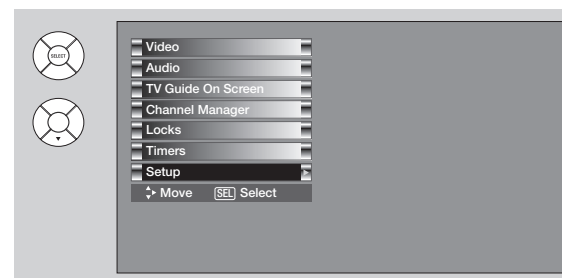 SELECT
Video
Audio
TV Guide On Screen
Channel Manager
Locks
Timers
Setup
Move SEL Select